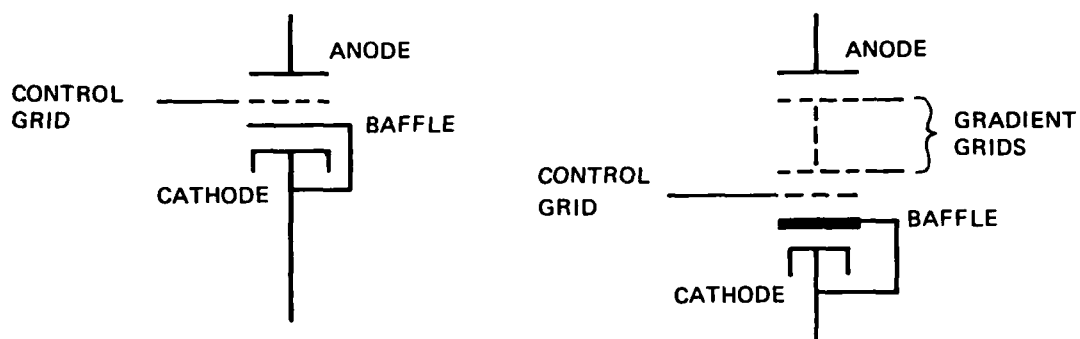 ANODE
CONTROL
GRID
BAFFLE
CATHODE
ANODE
GRADIENT
GRIDS
CONTROL
GRID
BAFFLE
CATHODE